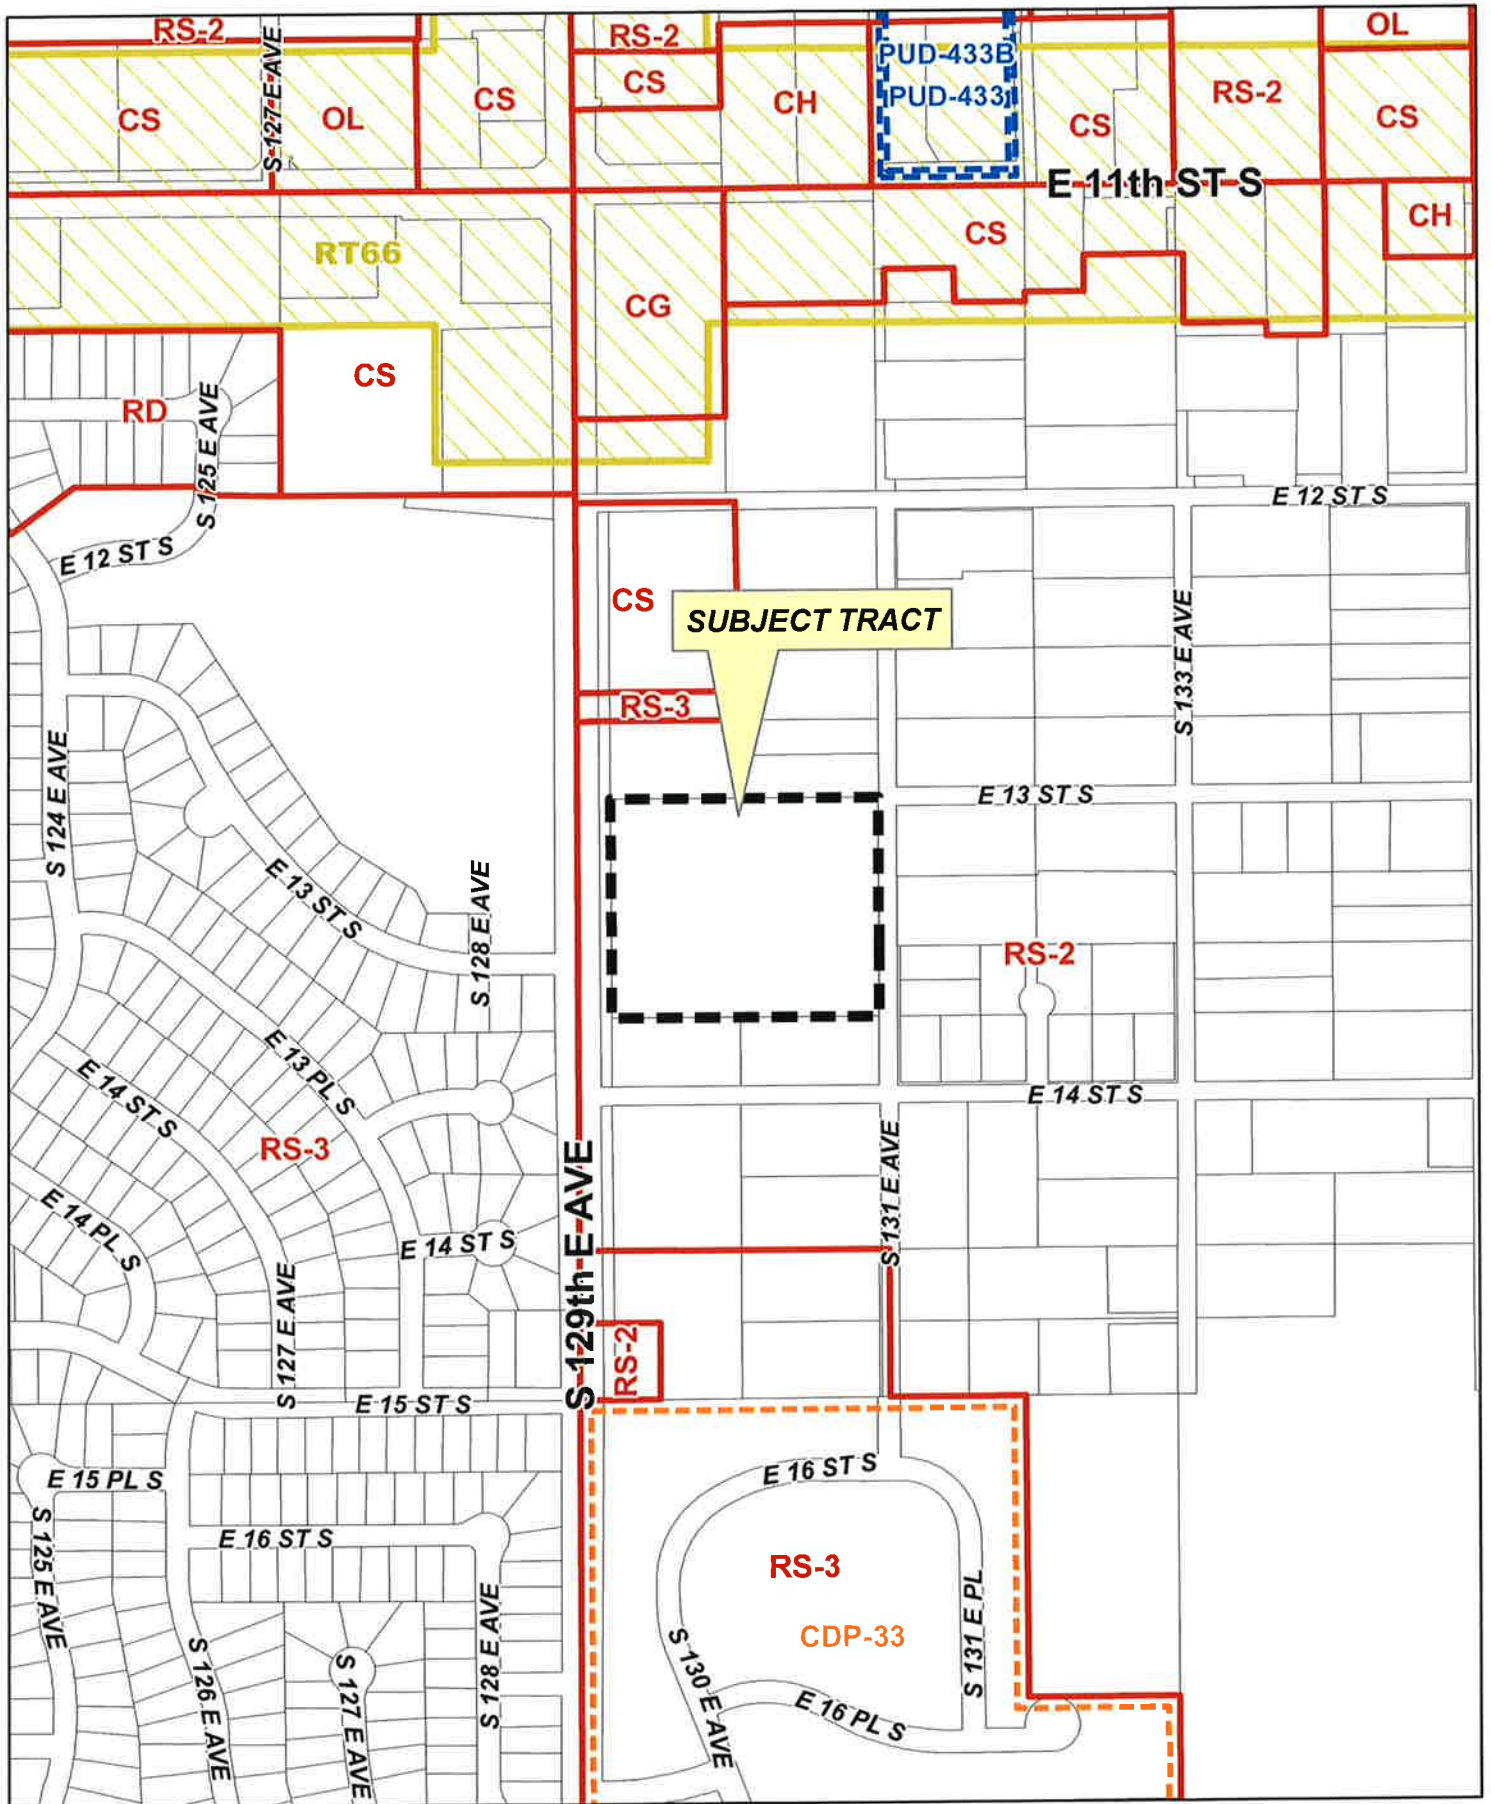 RS-2
S 127 E AVE
RS-2
OL
CS
OL
CS
CS
CH
PUD-433B
PUD-433
CS
RS-2
CS
E 11th ST S
RT66
CG
CS
CH
CS
RD
S 125 E AVE
E 12 ST S
E 12 ST S
CS
SUBJECT TRACT
S 133 E AVE
RS-3
S 124 E AVE
E 13 ST S
E 13 ST S
S 128 E AVE
RS-2
E 13 PL S
E 14 ST S
E 14 ST S
RS-3
S 129th E AVE
S 131 E AVE
E 14 PL S
E 14 ST S
S 127 E AVE
RS-2
E 15 ST S
E 15 PL S
E 16 ST S
S 125 E AVE
E 16 ST S
RS-3
CDP-33
S 131 E PL
S 128 E AVE
S 126 E AVE
S 127 E AVE
S 130 E AVE
E 16 PL S